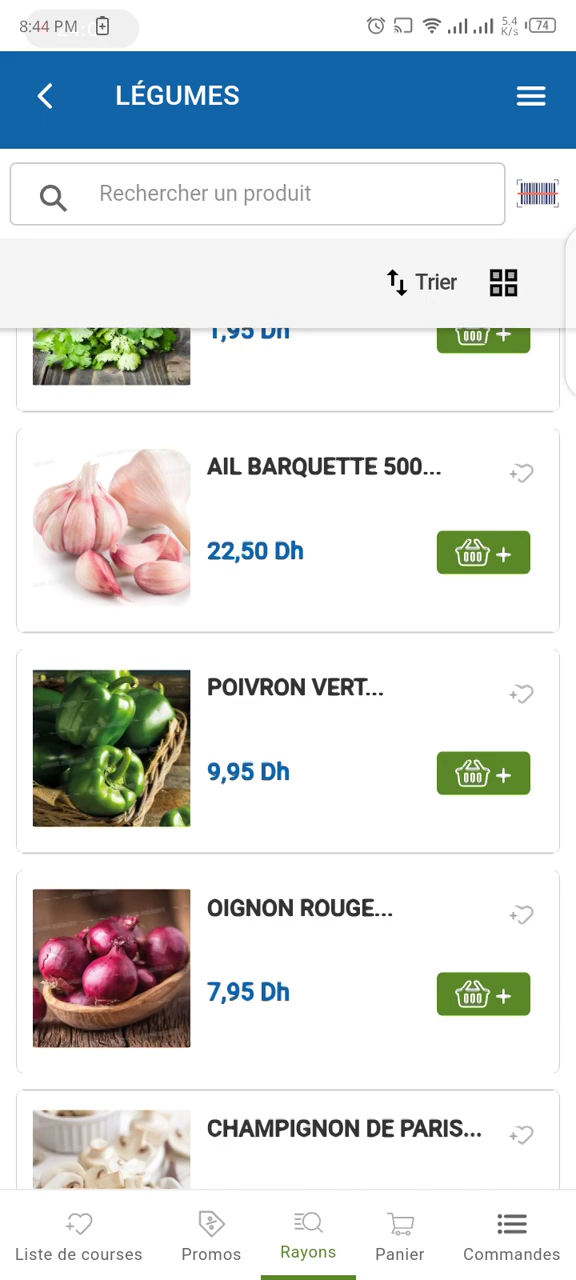 8:44 PM
5.4 K/s
74
LÉGUMES
Rechercher un produit
Trier
1,95 Dh
AIL BARQUETTE 500...
22,50 Dh
POIVRON VERT...
9,95 Dh
OIGNON ROUGE...
7,95 Dh
CHAMPIGNON DE PARIS...
Liste de courses Promos Rayons Panier Commandes